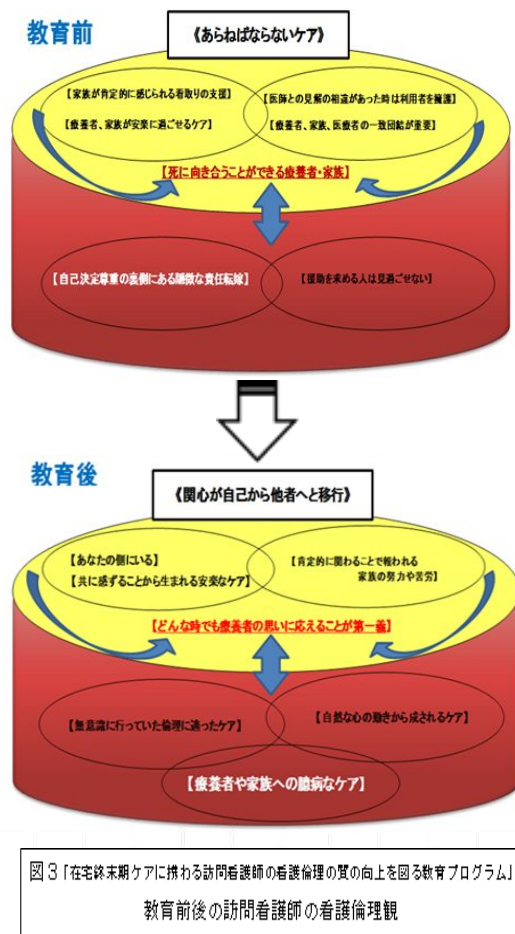 教育前
《あらねばならないケア》
【家族が肯定的に感じられる看取りの支援】
【医師との見解の相違があった時は利用者を擁護】
【療養者、家族が安楽に過ごせるケア】
【療養者、家族、医療者の一致団結が重要】
【死に向き合うことができる療養者・家族】
【自己決定尊重の裏側にある隠微な責任転嫁】
【援助を求める人は見過ごせない】
教育後
《関心が自己から他者へと移行》
【あなたの側にいる】
【共に感ずることから生まれる安楽なケア】
【肯定的に関わることで報われる
家族の努力や苦労】
【どんな時でも療養者の思いに応えることが第一義】
【無意識に行っていた倫理に適ったケア】
【自然な心の動きから成されるケア】
【療養者や家族への臆病なケア】
図3「在宅終末期ケアに携わる訪問看護師の看護倫理の質の向上を図る教育プログラム」
教育前後の訪問看護師の看護倫理観